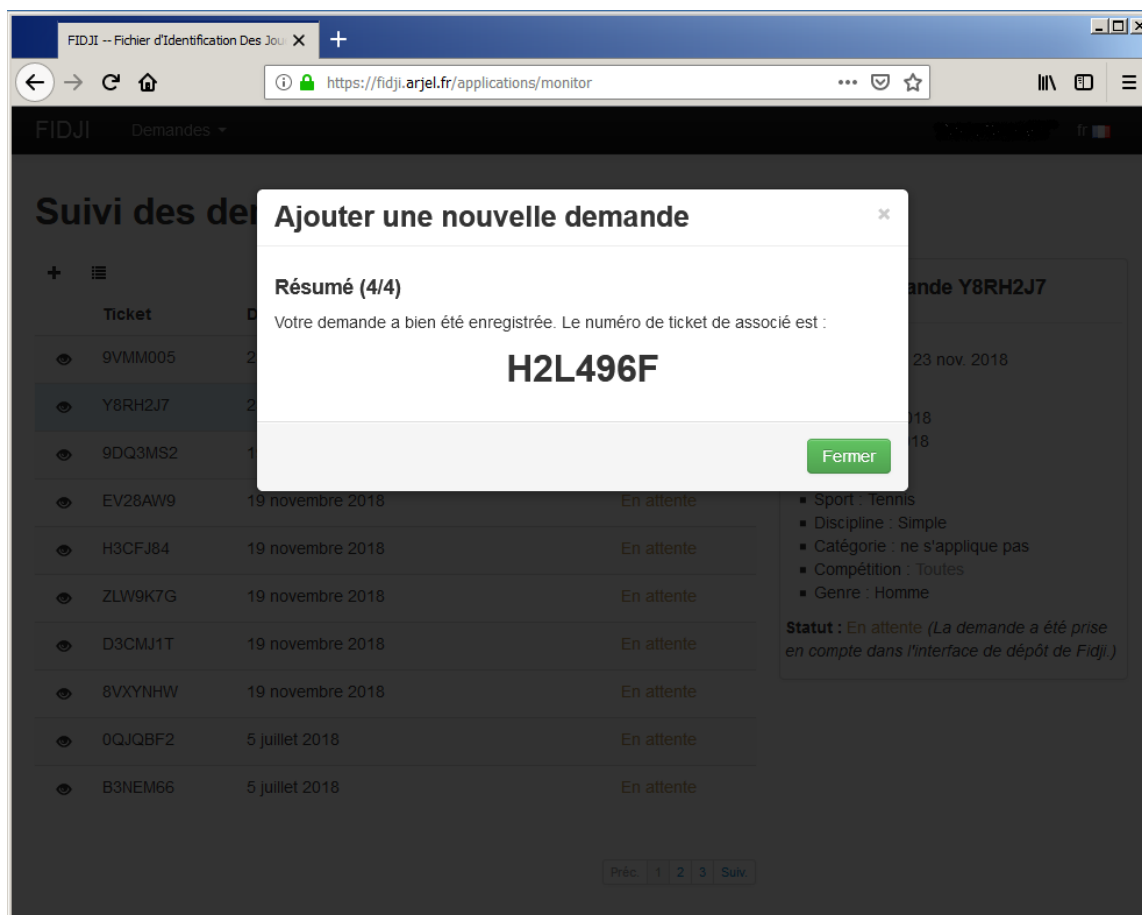 FIDJI -- Fichier d'Identification Des Jou
https://fidji.arjel.fr/applications/monitor
FIDJI Demandes fr
Suivi des
Ajouter une nouvelle demande ×
Résumé (4/4)
Votre demande a bien été enregistrée. Le numéro de ticket de associé est :
H2L496F
Fermer
Ticket
9VMM005
Y8RH2J7
9DQ3MS2
EV28AW9 19 novembre 2018 En attente
H3CFJ84 19 novembre 2018 En attente
ZLW9K7G 19 novembre 2018 En attente
D3CMJ1T 19 novembre 2018 En attente
8VXYNHW 19 novembre 2018 En attente
0QJQBF2 5 juillet 2018 En attente
B3NEM66 5 juillet 2018 En attente
Préc. 1 2 3 Suiv.
Y8RH2J7
23 nov. 2018
Sport : Tennis
Discipline : Simple
Catégorie : ne s'applique pas
Compétition : Toutes
Genre : Homme
Statut : En attente (La demande a été prise
en compte dans l'interface de dépôt de Fidji.)